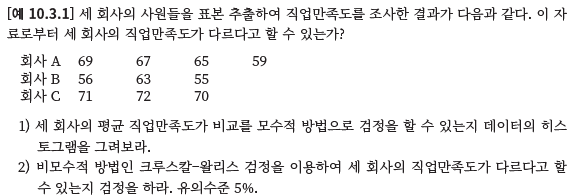 [예 10.3.1] 세 회사의 사원들을 표본 추출하여 직업만족도를 조사한 결과가 다음과 같다. 이 자
료로부터 세 회사의 직업만족도가 다르다고 할 수 있는가?
회사 A 69 67 65 59
회사 B 56 63 55
회사 C 71 72 70
1) 세 회사의 평균 직업만족도가 비교를 모수적 방법으로 검정을 할 수 있는지 데이터의 히스
토그램을 그려보라.
2) 비모수적 방법인 크루스칼-왈리스 검정을 이용하여 세 회사의 직업만족도가 다르다고 할
수 있는지 검정을 하라. 유의수준 5%.